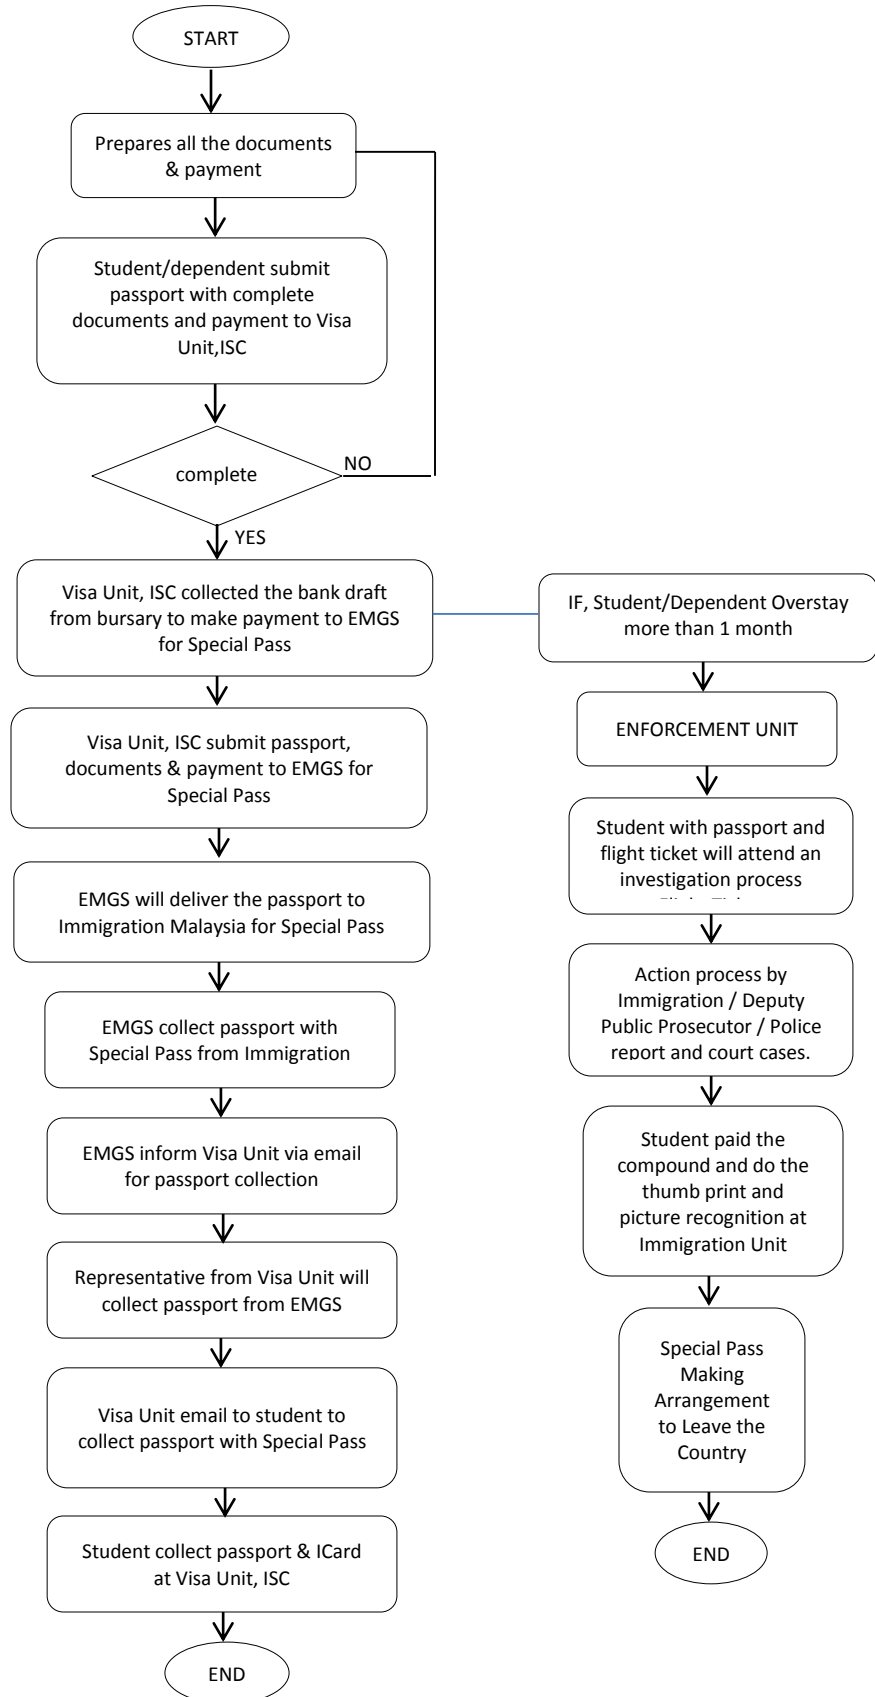 START
Prepares all the documents
& payment
Student/dependent submit
passport with complete
documents and payment to Visa
Unit,ISC
complete
NO
YES
Visa Unit, ISC collected the bank draft
from bursary to make payment to EMGS
for Special Pass
Visa Unit, ISC submit passport,
documents & payment to EMGS for
Special Pass
EMGS will deliver the passport to
Immigration Malaysia for Special Pass
EMGS collect passport with
Special Pass from Immigration
EMGS inform Visa Unit via email
for passport collection
Representative from Visa Unit will
collect passport from EMGS
Visa Unit email to student to
collect passport with Special Pass
Student collect passport & ICard
at Visa Unit, ISC
END
IF, Student/Dependent Overstay
more than 1 month
ENFORCEMENT UNIT
Student with passport and
flight ticket will attend an
investigation process
Action process by
Immigration / Deputy
Public Prosecutor / Police
report and court cases.
Student paid the
compound and do the
thumb print and
picture recognition at
Immigration Unit
Special Pass
Making
Arrangement
to Leave the
Country
END